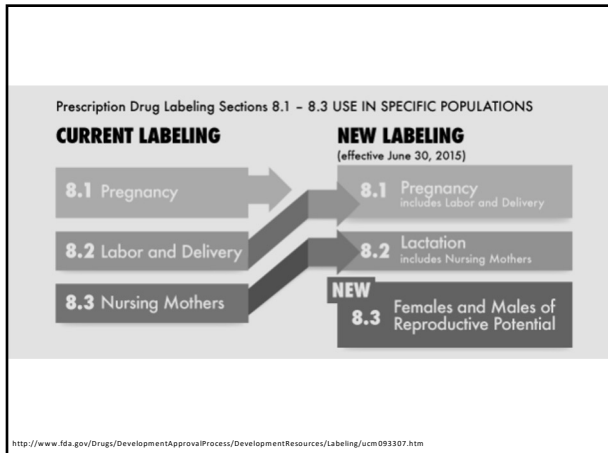 Prescription Drug Labeling Sections 8.1 – 8.3 USE IN SPECIFIC POPULATIONS
CURRENT LABELING
8.1 Pregnancy
8.2 Labor and Delivery
8.3 Nursing Mothers
NEW LABELING
(effective June 30, 2015)
8.1 Pregnancy
includes Labor and Delivery
8.2 Lactation
includes Nursing Mothers
NEW
8.3 Females and Males of
Reproductive Potential
http://www.fda.gov/Drugs/DevelopmentApprovalProcess/DevelopmentResources/Labeling/ucm093307.htm